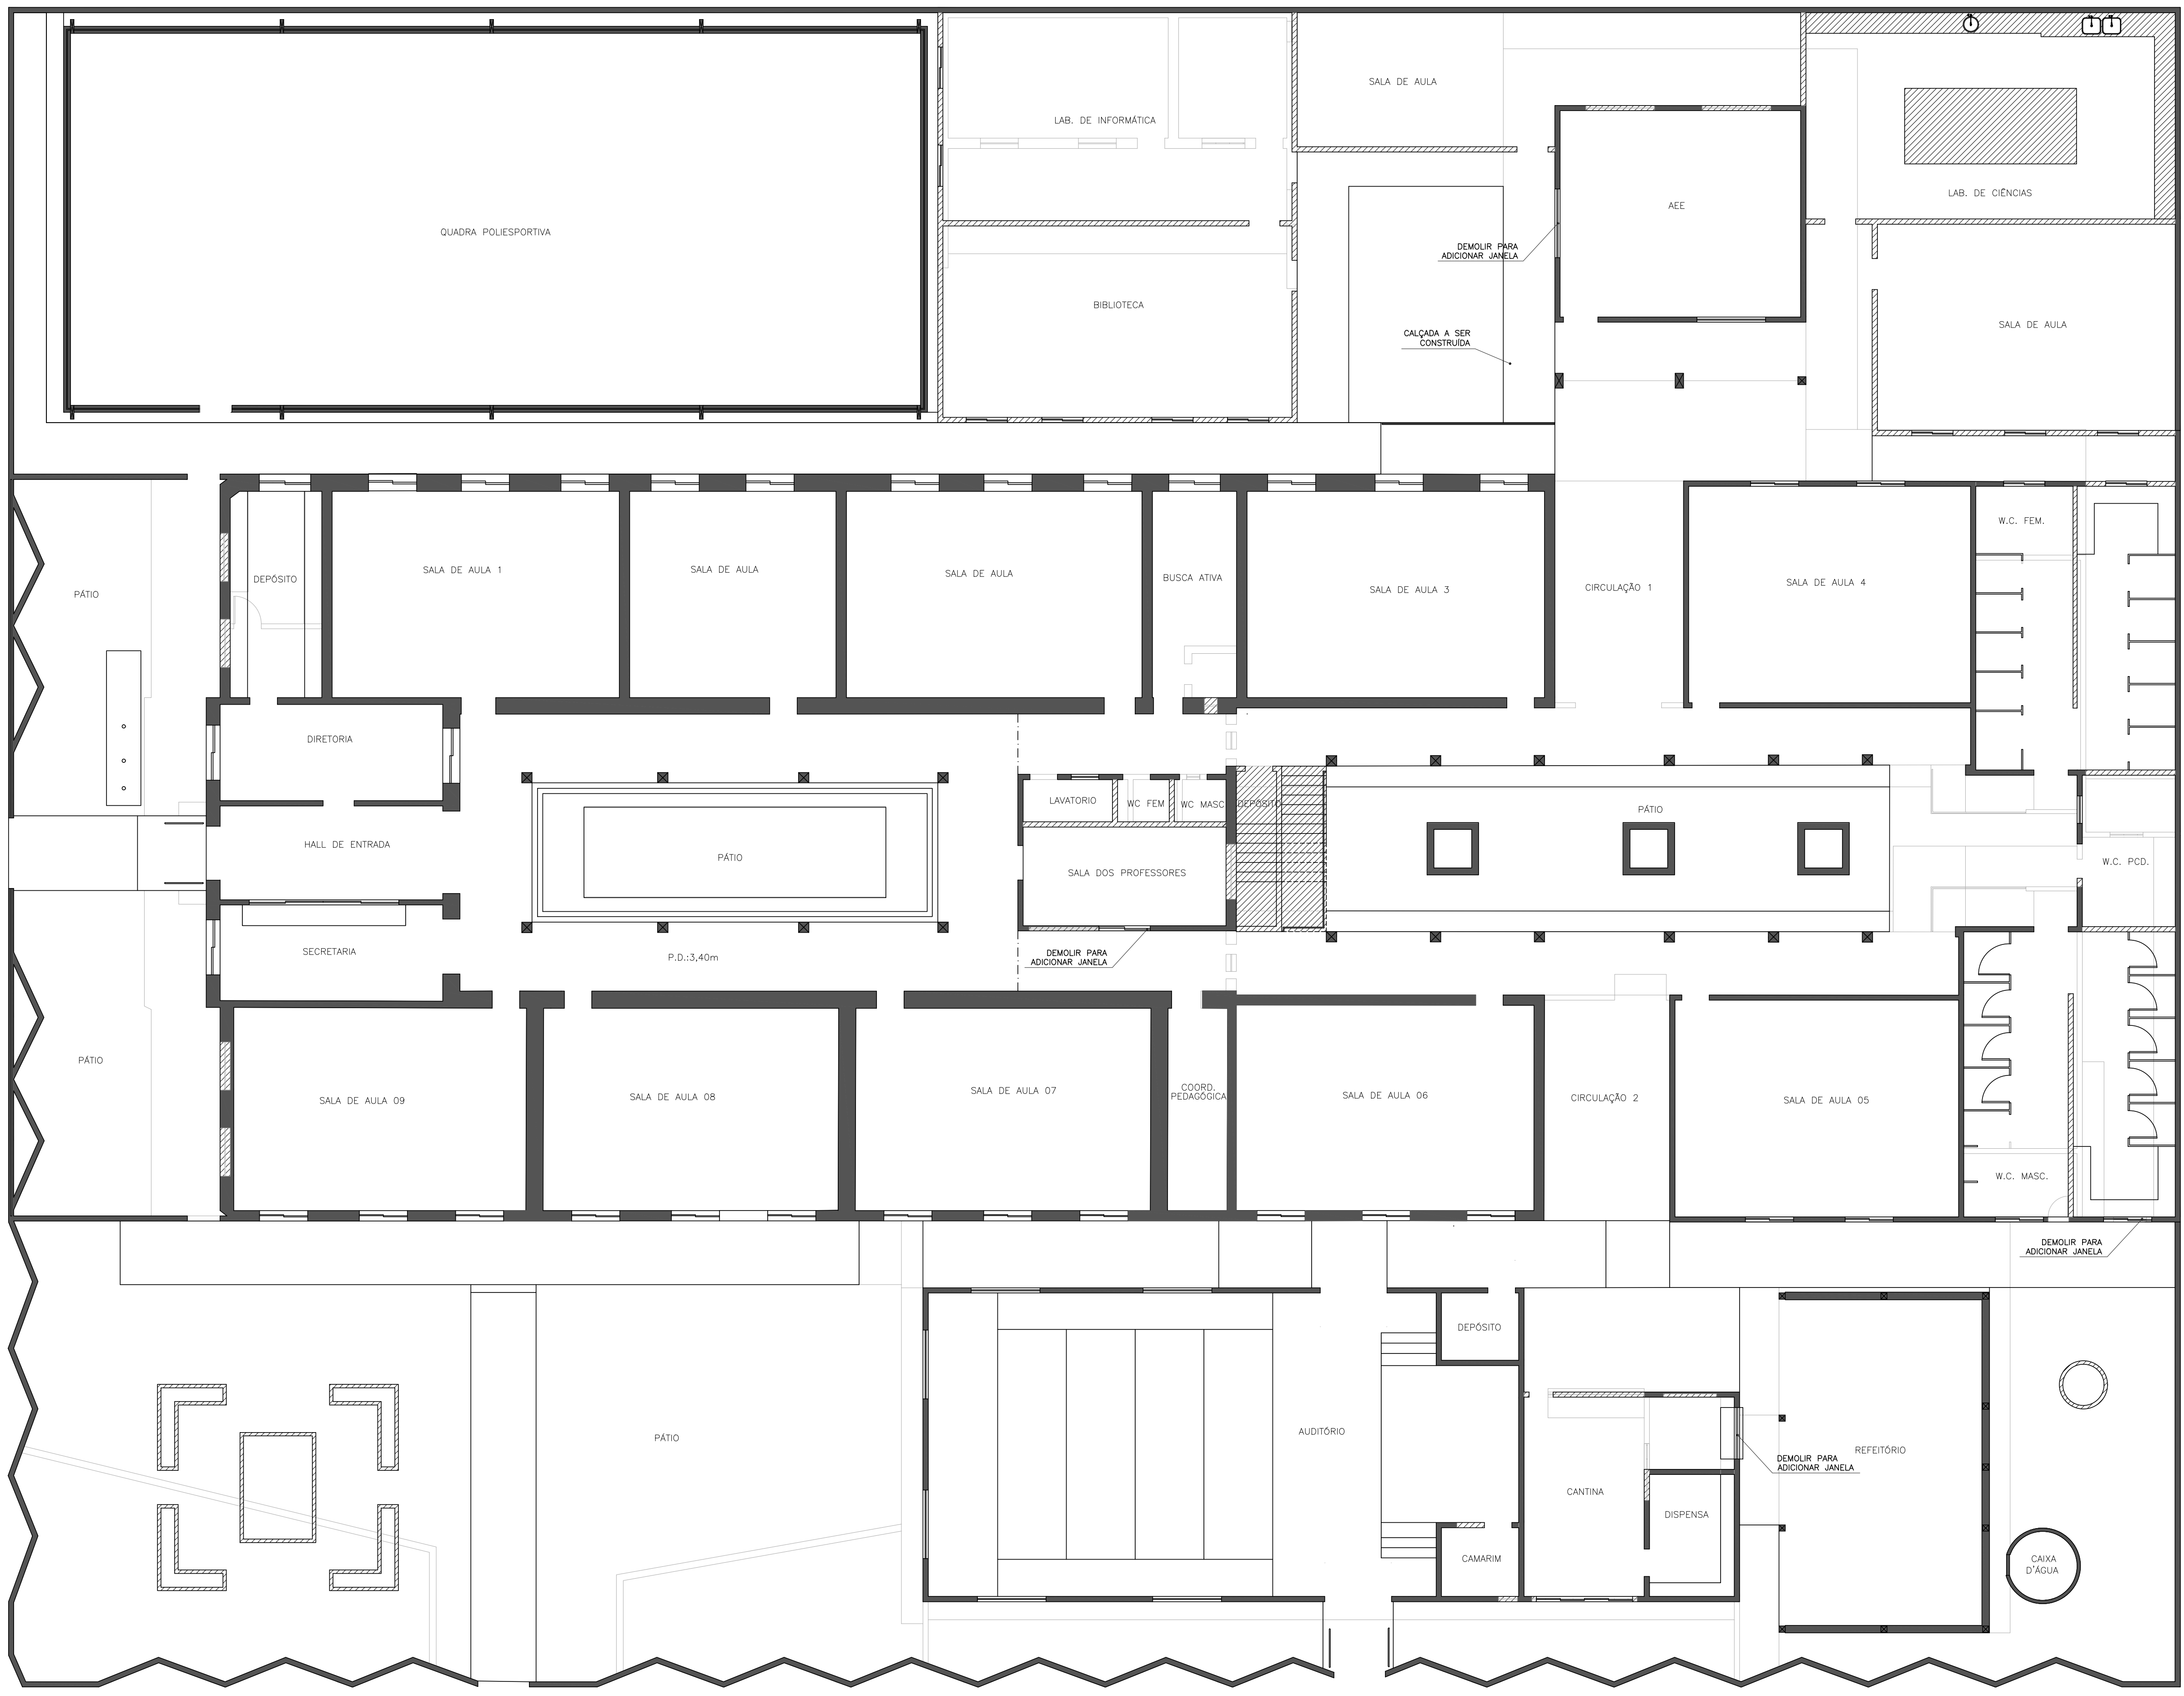 SALA DE AULA
LAB. DE INFORMÁTICA
LAB. DE CIÊNCIAS
AEE
QUADRA POLIESPORTIVA
DEMOLIR PARA
ADICIONAR JANELA
BIBLIOTECA
SALA DE AULA
CALÇADA A SER
CONSTRUÍDA
W.C. FEM.
SALA DE AULA 1
SALA DE AULA
SALA DE AULA
BUSCA ATIVA
DEPÓSITO
SALA DE AULA 3
CIRCULAÇÃO 1
SALA DE AULA 4
PÁTIO
DIRETORIA
LAVATORIO
WC FEM
WC MASC
DEPÓSITO
PÁTIO
HALL DE ENTRADA
PÁTIO
SALA DOS PROFESSORES
W.C. PCD.
SECRETARIA
P.D.:3,40m
DEMOLIR PARA
ADICIONAR JANELA
PÁTIO
SALA DE AULA 09
SALA DE AULA 08
SALA DE AULA 07
COORD.
PEDAGÓGICA
SALA DE AULA 06
CIRCULAÇÃO 2
SALA DE AULA 05
W.C. MASC.
DEMOLIR PARA
ADICIONAR JANELA
DEPÓSITO
PÁTIO
AUDITÓRIO
REFEITÓRIO
DEMOLIR PARA
ADICIONAR JANELA
CANTINA
DISPENSA
CAMARIM
CAIXA
D'ÁGUA